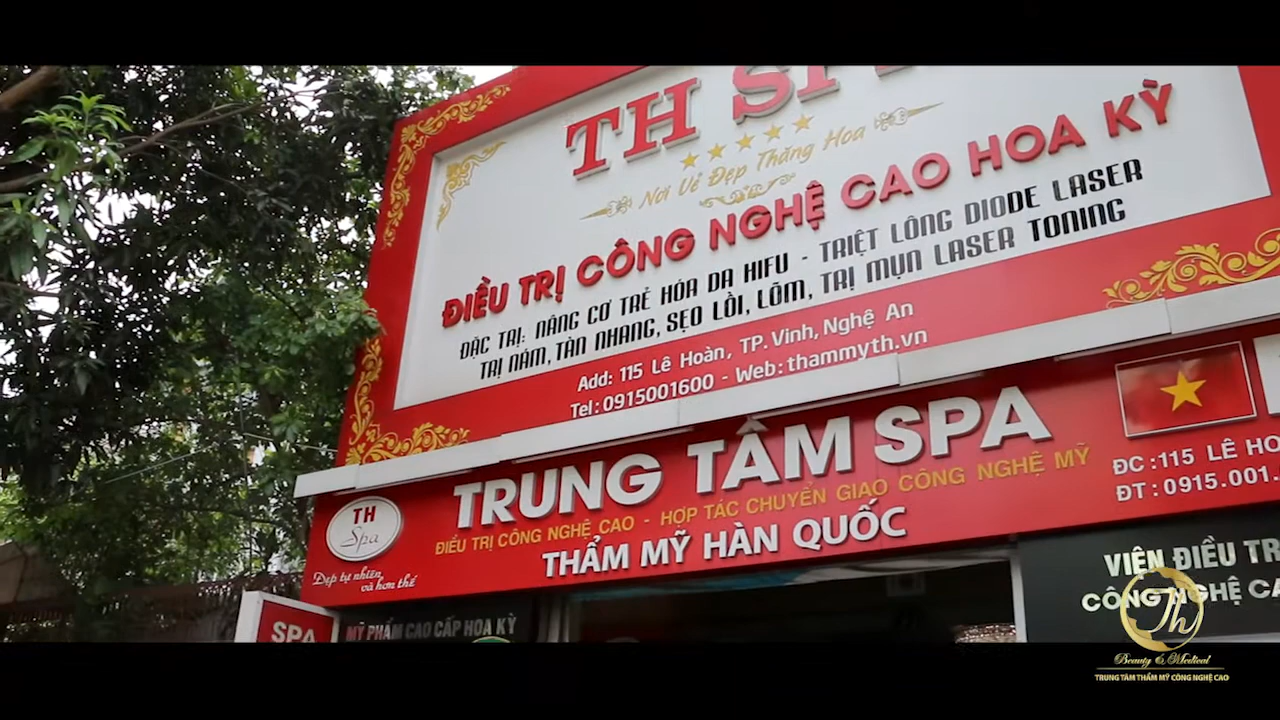 TH SP
Nơi Vẻ Đẹp Thăng Hoa
ĐIỀU TRỊ CÔNG NGHỆ CAO HOA KỲ
ĐẶC TRỊ: NÂNG CƠ TRẺ HÓA DA HIFU - TRIỆT LÔNG DIODE LASER
TRỊ NÁM, TÀN NHANG, SẸO LỒI, LÕM, TRỊ MỤN LASER TONING
Add: 115 Lê Hoàn, TP. Vinh, Nghệ An
Tel: 0915001600 - Web: thammyth.vn
TRUNG TÂM SPA
ĐIỀU TRỊ CÔNG NGHỆ CAO - HỢP TÁC CHUYỂN GIAO CÔNG NGHỆ MỸ
THẨM MỸ HÀN QUỐC
TH
Spa
Đẹp tự nhiên
và hơn thế
ĐC : 115 LÊ HO
ĐT : 0915.001.
SPA
MỸ PHẨM CAO CẤP HOA KỲ
VIỆN ĐIỀU TR
CÔNG NGHỆ CA
Th
Beauty & Medical
TRUNG TÂM THẨM MỸ CÔNG NGHỆ CAO